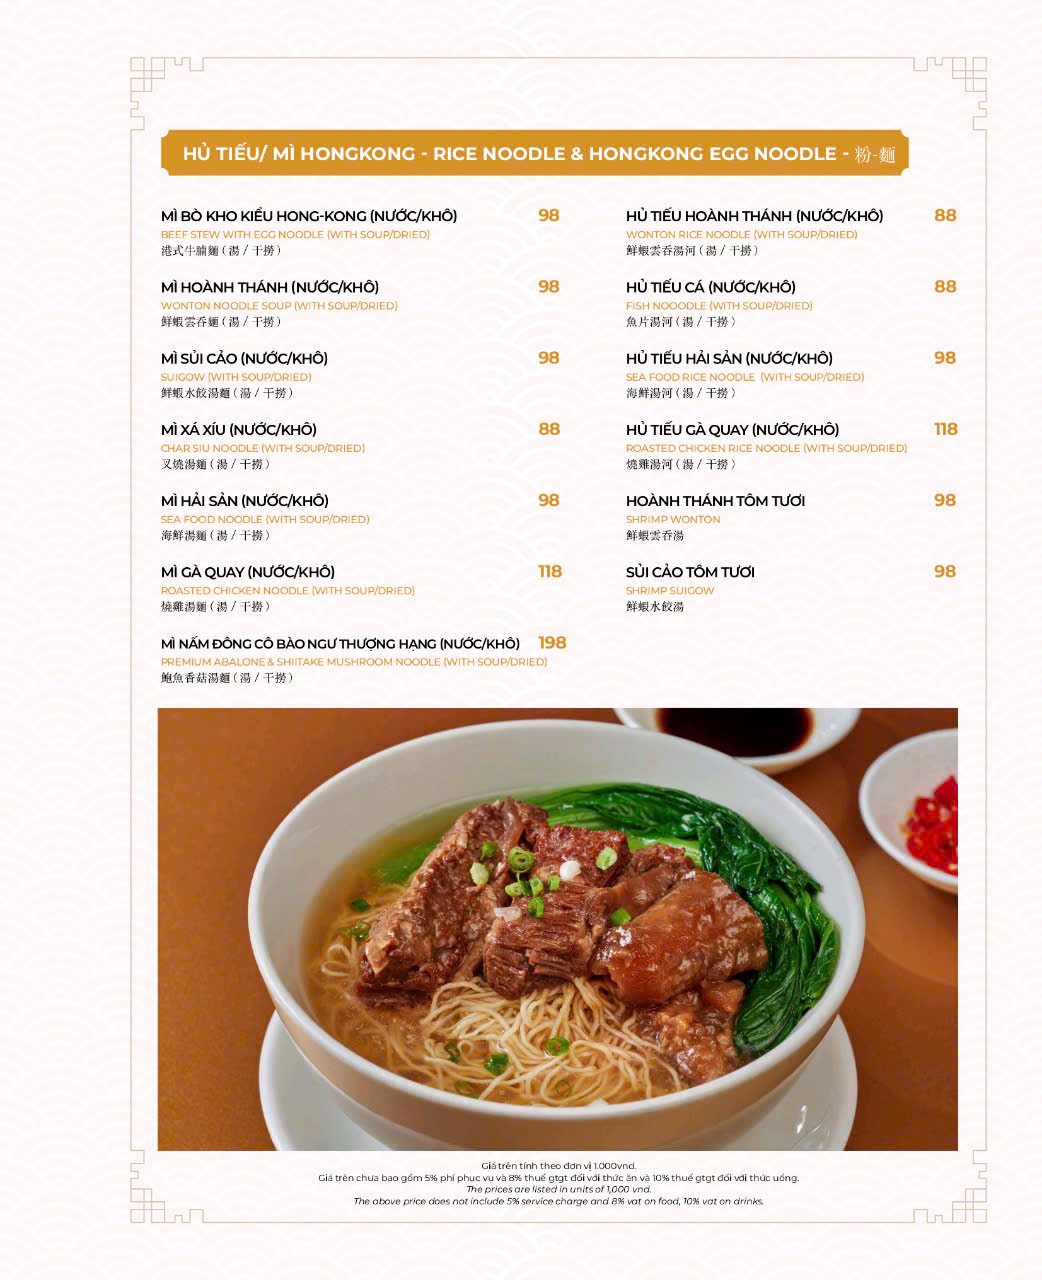 HỦ TIẾU/ MÌ HONGKONG - RICE NOODLE & HONGKONG EGG NOODLE - 粉-麵
MÌ BÒ KHO KIỂU HONG-KONG (NƯỚC/KHÔ) 98
BEEF STEW WITH EGG NOODLE (WITH SOUP/DRIED)
港式牛腩麵 ( 湯 / 干撈 )
MÌ HOÀNH THÁNH (NƯỚC/KHÔ) 98
WONTON NOODLE SOUP (WITH SOUP/DRIED)
鮮蝦雲吞麵 ( 湯 / 干撈 )
MÌ SỦI CẢO (NƯỚC/KHÔ) 98
SUIGOW (WITH SOUP/DRIED)
鮮蝦水餃湯麵 ( 湯 / 干撈 )
MÌ XÁ XÍU (NƯỚC/KHÔ) 88
CHAR SIU NOODLE (WITH SOUP/DRIED)
叉燒湯麵 ( 湯 / 干撈 )
MÌ HẢI SẢN (NƯỚC/KHÔ) 98
SEA FOOD NOODLE (WITH SOUP/DRIED)
海鮮湯麵 ( 湯 / 干撈 )
MÌ GÀ QUAY (NƯỚC/KHÔ) 118
ROASTED CHICKEN NOODLE (WITH SOUP/DRIED)
燒雞湯麵 ( 湯 / 干撈 )
MÌ NẤM ĐÔNG CÔ BÀO NGƯ THƯỢNG HẠNG (NƯỚC/KHÔ) 198
PREMIUM ABALONE & SHIITAKE MUSHROOM NOODLE (WITH SOUP/DRIED)
鮑魚香菇湯麵 ( 湯 / 干撈 )
HỦ TIẾU HOÀNH THÁNH (NƯỚC/KHÔ) 88
WONTON RICE NOODLE (WITH SOUP/DRIED)
鮮蝦雲吞湯河 ( 湯 / 干撈 )
HỦ TIẾU CÁ (NƯỚC/KHÔ) 88
FISH NOOODLE (WITH SOUP/DRIED)
魚片湯河 ( 湯 / 干撈 )
HỦ TIẾU HẢI SẢN (NƯỚC/KHÔ) 98
SEA FOOD RICE NOODLE (WITH SOUP/DRIED)
海鮮湯河 ( 湯 / 干撈 )
HỦ TIẾU GÀ QUAY (NƯỚC/KHÔ) 118
ROASTED CHICKEN RICE NOODLE (WITH SOUP/DRIED)
燒雞湯河 ( 湯 / 干撈 )
HOÀNH THÁNH TÔM TƯƠI 98
SHRIMP WONTON
鮮蝦雲吞湯
SỦI CẢO TÔM TƯƠI 98
SHRIMP SUIGOW
鮮蝦水餃湯
Giá trên tính theo đơn vị 1.000vnd.
Giá trên chưa bao gồm 5% phí phục vụ và 8% thuế gtgt đối với thức ăn và 10% thuế gtgt đối với thức uống.
The prices are listed in units of 1,000 vnd.
The above price does not include 5% service charge and 8% vat on food, 10% vat on drinks.